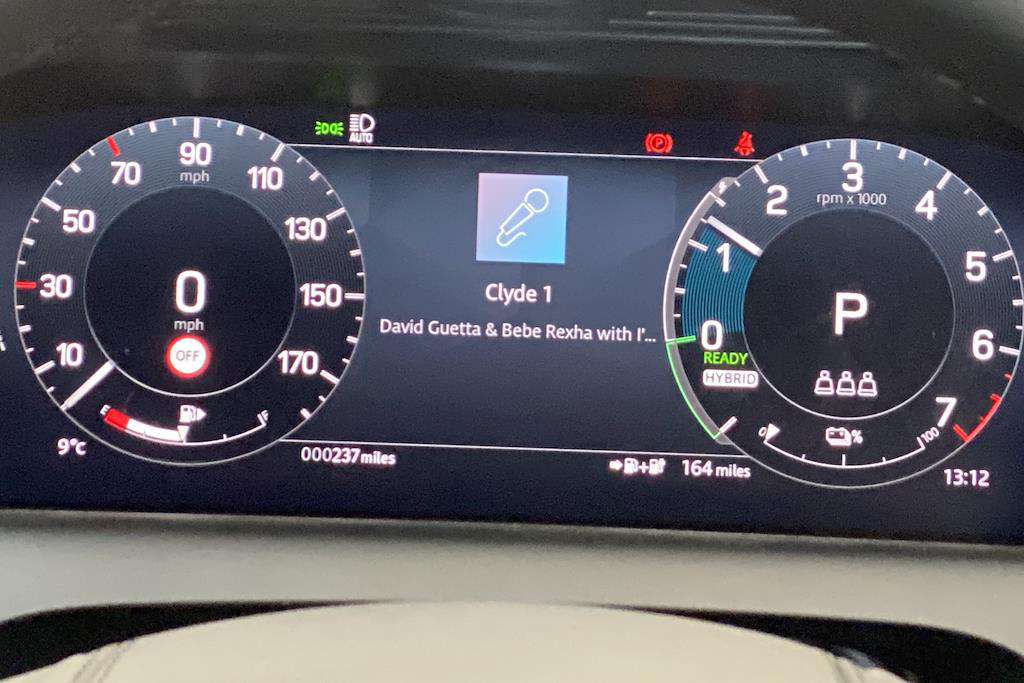 AUTO
P
10
30
50
70
90
mph
110
130
150
170
0
mph
OFF
E
F
9°c
000237 miles
Clyde 1
David Guetta & Bebe Rexha with I'...
0
1
2
3
4
5
6
7
rpm x 1000
P
READY
HYBRID
0
%
100
+
164 miles
13:12